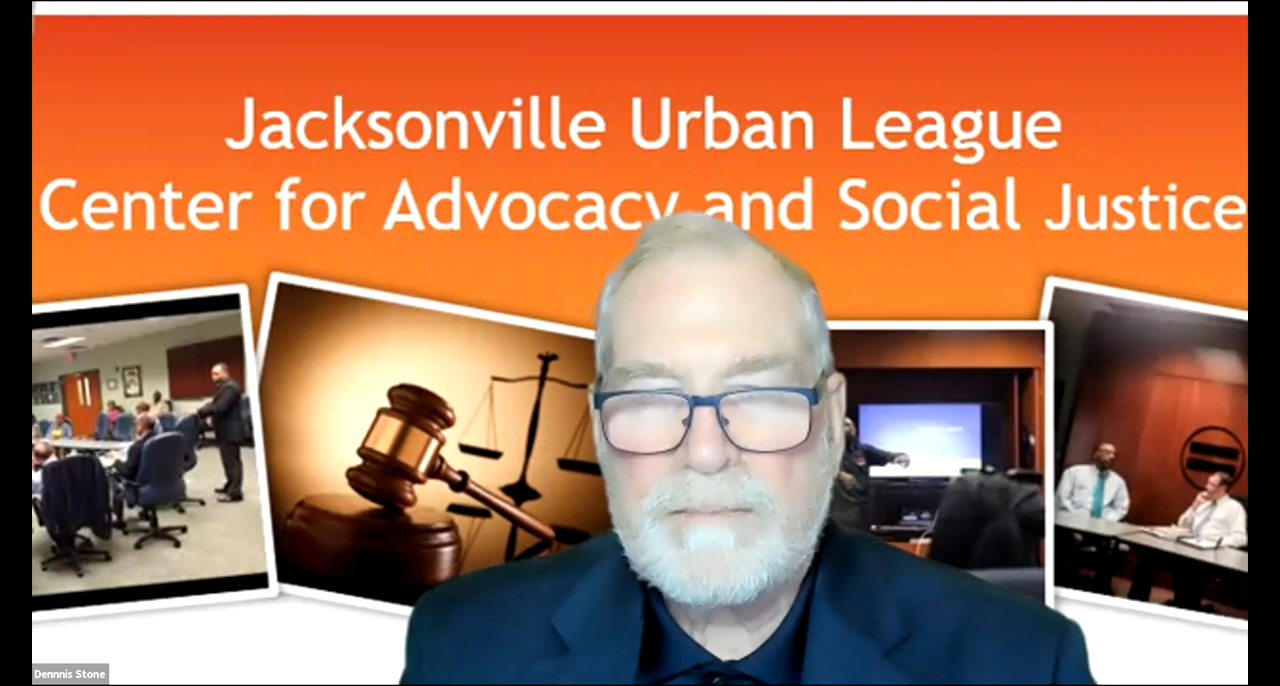 Jacksonville Urban League
Center for Advocacy and Social Justice
Dennnis Stone